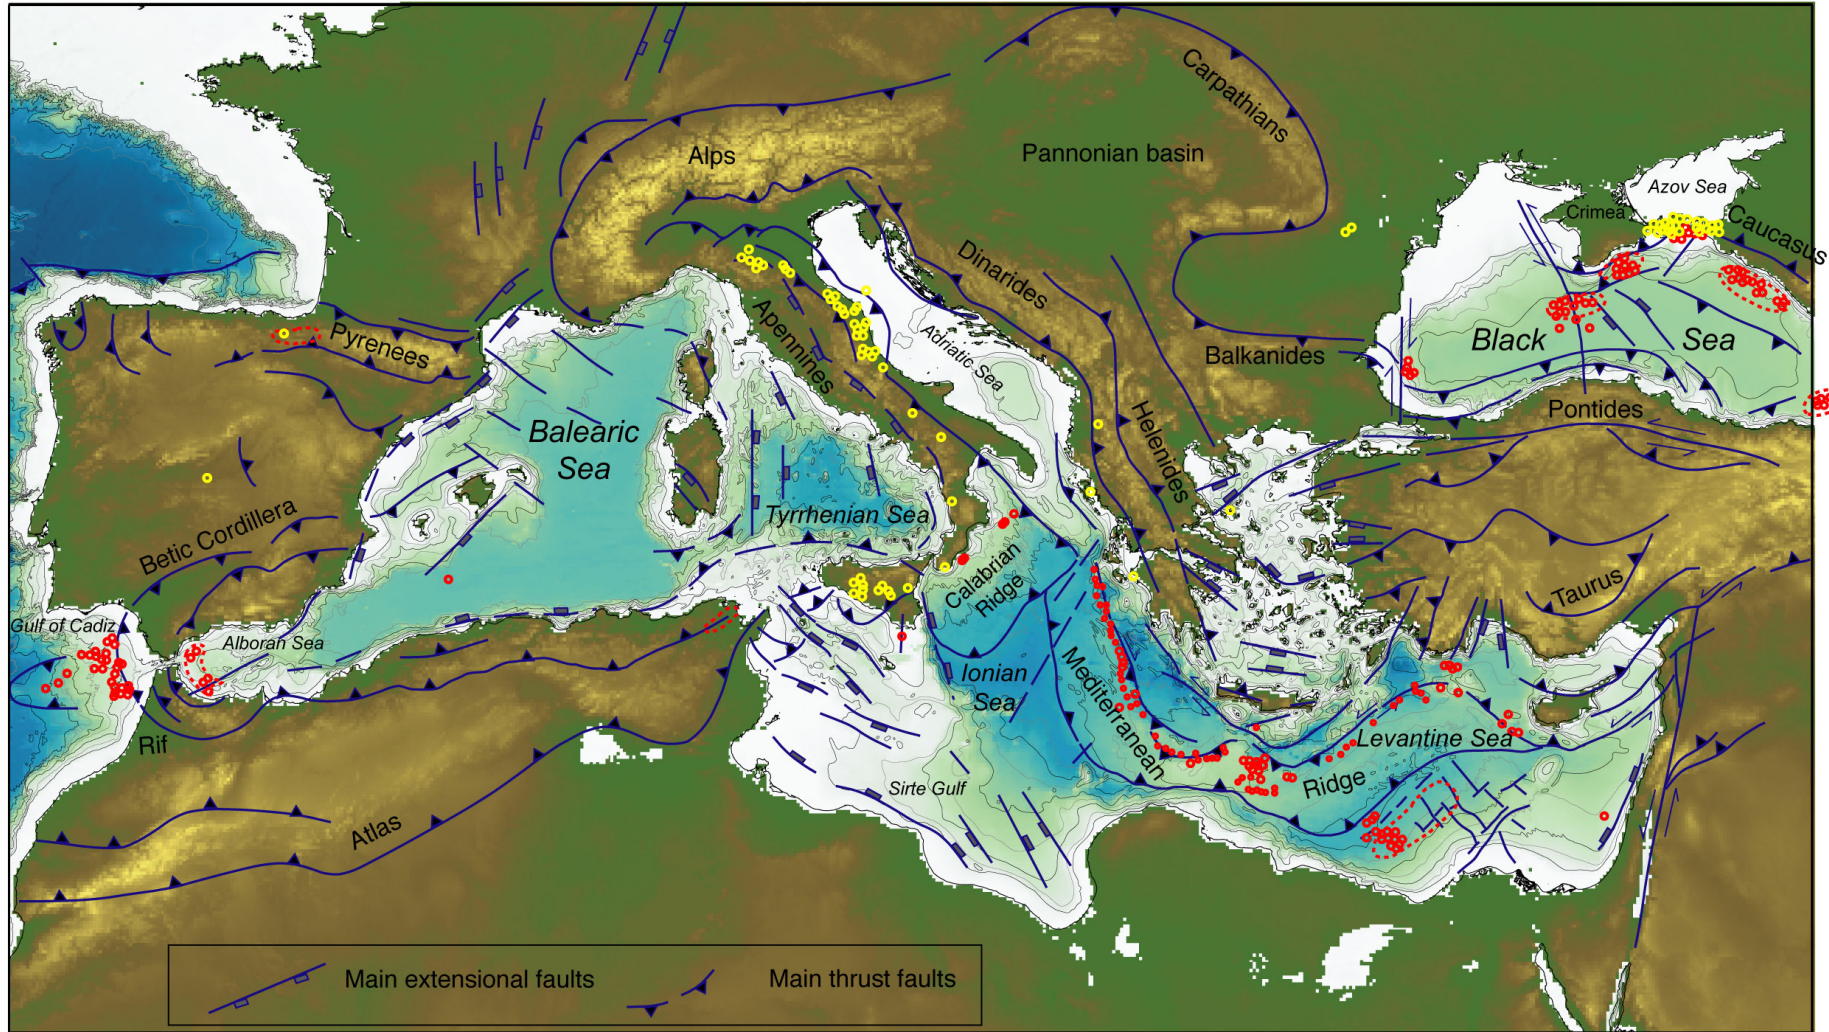 Carpathians
Alps
Pannonian basin
Azov Sea
Crimea
Caucasus
Dinarides
Pyrenees
Apennines
Adriatic Sea
Balkanides
Black Sea
Pontides
Helenides
Balearic
Sea
Tyrrhenian Sea
Betic Cordillera
Calabrian
Ridge
Taurus
Gulf of Cadiz
Alboran Sea
Ionian
Sea
Mediterranean
Ridge
Levantine Sea
Rif
Sirte Gulf
Atlas
Main extensional faults
Main thrust faults